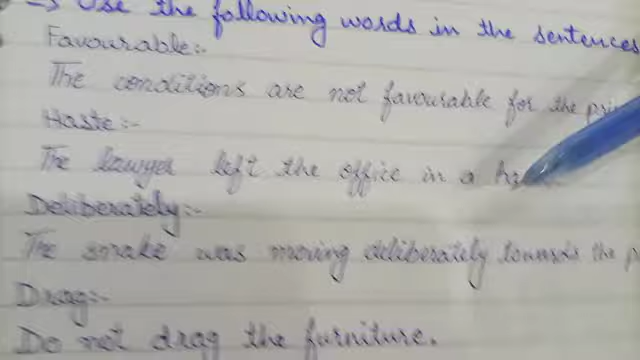 → Use the following words in the sentences
Favourable:-
The conditions are not favourable for the
Haste:-
The lawyer left the office in a
Deliberately:-
The snake was moving deliberately towards the
Drag:-
Do not drag the furniture.